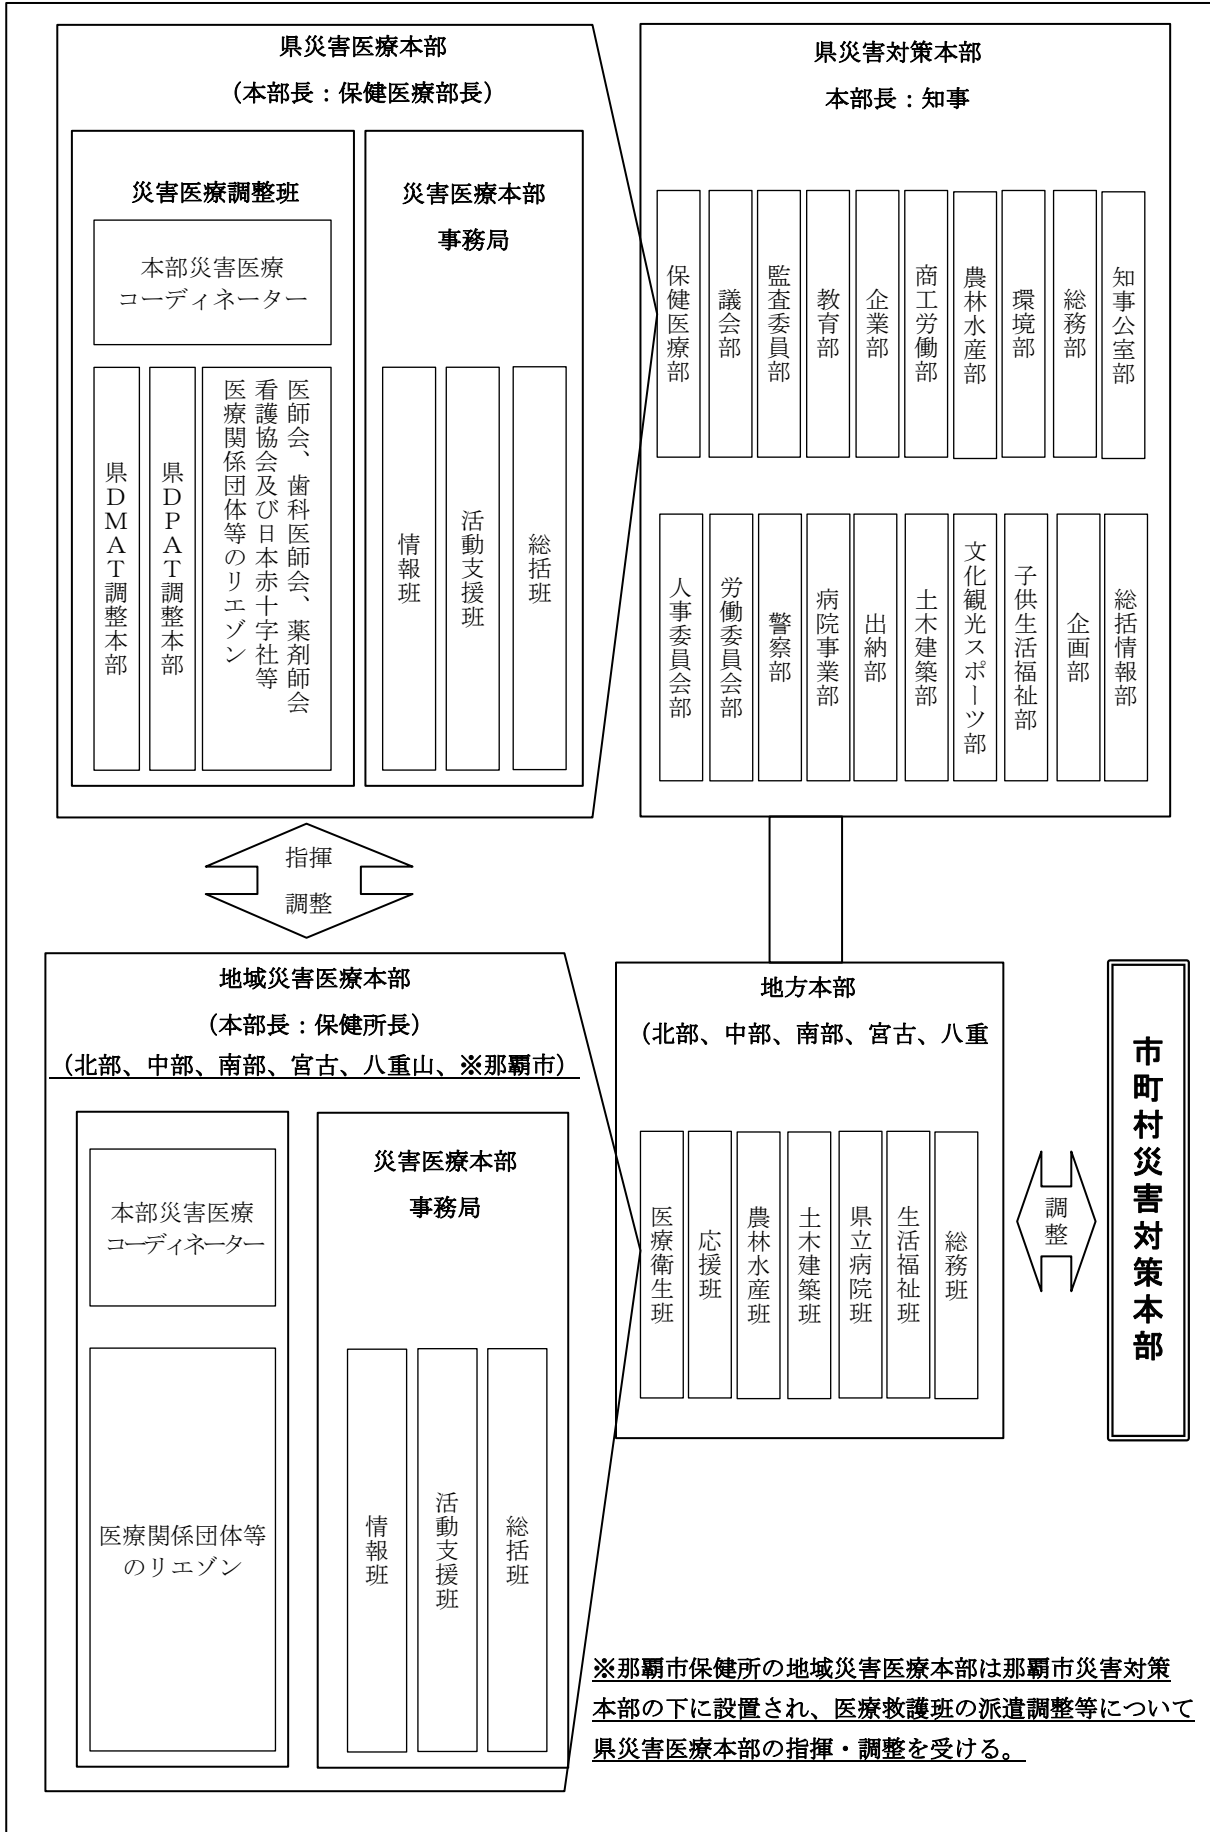 県災害医療本部
（本部長：保健医療部長）
災害医療調整班
本部災害医療
コーディネーター
県DMAT調整本部
県DPAT調整本部
医師会、歯科医師会、薬剤師会
看護協会及び日本赤十字社等
医療関係団体等のリエゾン
災害医療本部
事務局
情報班
活動支援班
総括班
県災害対策本部
本部長：知事
保健医療部
議会部
監査委員部
教育部
企業部
商工労働部
農林水産部
環境部
総務部
知事公室部
人事委員会部
労働委員会部
警察部
病院事業部
出納部
土木建築部
文化観光スポーツ部
子供生活福祉部
企画部
総括情報部
指揮
調整
地域災害医療本部
（本部長：保健所長）
（北部、中部、南部、宮古、八重山、※那覇市）
本部災害医療
コーディネーター
医療関係団体等
のリエゾン
災害医療本部
事務局
情報班
活動支援班
総括班
地方本部
（北部、中部、南部、宮古、八重
医療衛生班
応援班
農林水産班
土木建築班
県立病院班
生活福祉班
総務班
調整
市町村災害対策本部
※那覇市保健所の地域災害医療本部は那覇市災害対策
本部の下に設置され、医療救護班の派遣調整等について
県災害医療本部の指揮・調整を受ける。